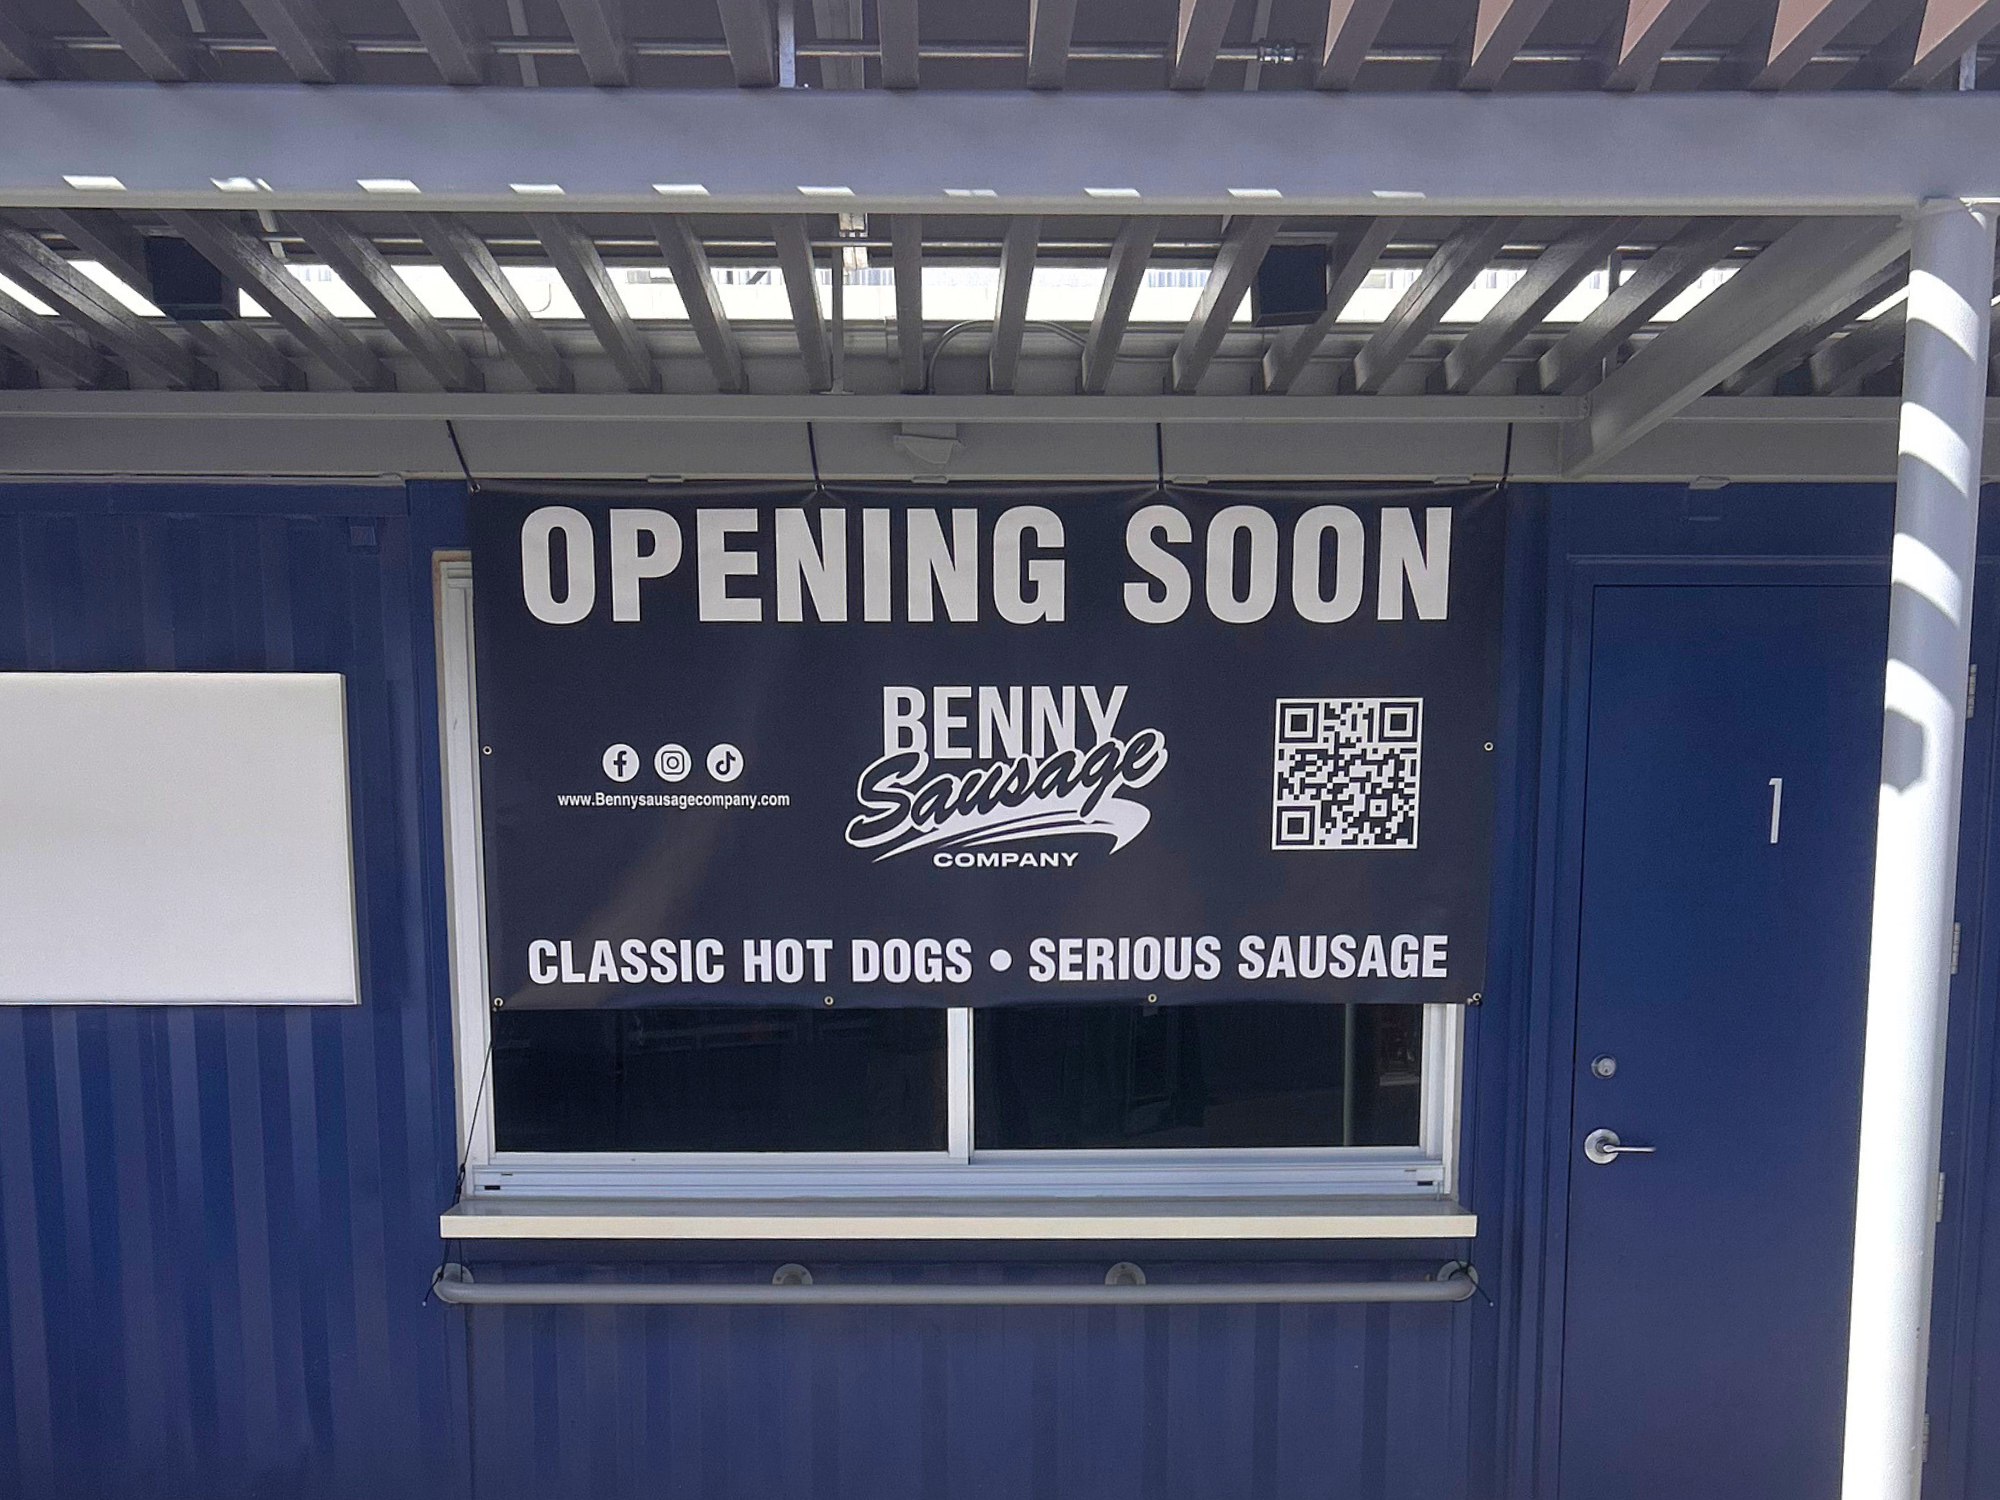 OPENING SOON
BENNY
Sausage
COMPANY
www.Bennysausagecompany.com
CLASSIC HOT DOGS • SERIOUS SAUSAGE
1